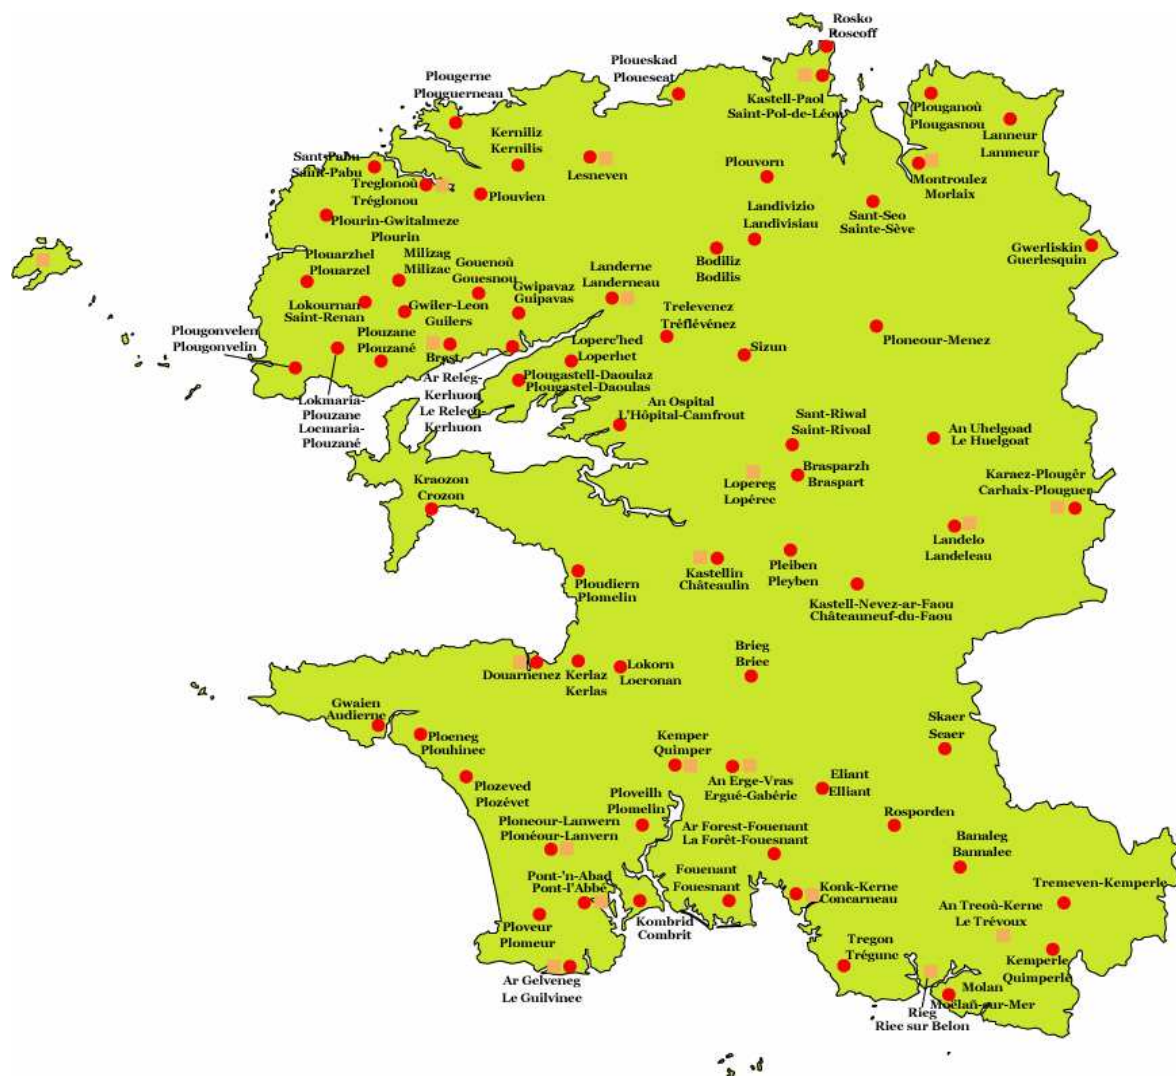 Rosko
Roscoff
Ploueskad
Plouescat
Kastell-Paol
Saint-Pol-de-Léon
Plougerne
Plouguerneau
Plouganoù
Plougasnou
Lanneur
Lanmeur
Kerniliz
Kernilis
Lesneven
Plouvorn
Montroulez
Morlaix
Sant-Pabu
Saint-Pabu
Treglonoù
Tréglonou
Plouvien
Landivizio
Landivisiau
Sant-Seo
Sainte-Sève
Plourin-Gwitalmeze
Plourin
Gwerliskin
Guerlesquin
Plouarzhel
Plouarzel
Milizag
Milizac
Gouenoù
Gouesnou
Gwipavaz
Guipavas
Landerne
Landerneau
Bodiliz
Bodilis
Lokournan
Saint-Renan
Gwiler-Leon
Guilers
Trelevenez
Tréflévénez
Plougonvelen
Plougonvelin
Plouzane
Plouzané
Brest
Loperc'hed
Loperhet
Sizun
Ploneour-Menez
Plougastell-Daoulaz
Plougastel-Daoulas
Ar Releg-
Kerhuon
Le Relecq-
Kerhuon
Lokmaria-
Plouzane
Locmaria-
Plouzané
An Ospital
L'Hôpital-Camfrout
Sant-Riwal
Saint-Rivoal
An Uhelgoad
Le Huelgoat
Lopereg
Lopérec
Brasparzh
Braspart
Karaez-Plougêr
Carhaix-Plouguer
Kraozon
Crozon
Landelo
Landeleau
Kastellin
Châteaulin
Pleiben
Pleyben
Ploudiern
Plomelin
Kastell-Nevez-ar-Faou
Châteauneuf-du-Faou
Douarnenez
Kerlaz
Kerlas
Lokorn
Locronan
Brieg
Briec
Gwaien
Audierne
Ploeneg
Plouhinec
Skaer
Scaer
Kemper
Quimper
An Erge-Vras
Ergué-Gabéric
Plozeved
Plozévet
Eliant
Elliant
Ploveilh
Plomelin
Ploneour-Lanwern
Plonéour-Lanvern
Rosporden
Ar Forest-Fouenant
La Forêt-Fouesnant
Banaleg
Bannalec
Pont-'n-Abad
Pont-l'Abbé
Fouenant
Fouesnant
Konk-Kerne
Concarneau
Tremeven-Kemperle
An Treoù-Kerne
Le Trévoux
Ploveur
Plomeur
Kombrid
Combrit
Tregon
Trégunc
Kemperle
Quimperlé
Ar Gelveneg
Le Guilvinec
Molan
Moëlañ-sur-Mer
Rieg
Riec sur Belon